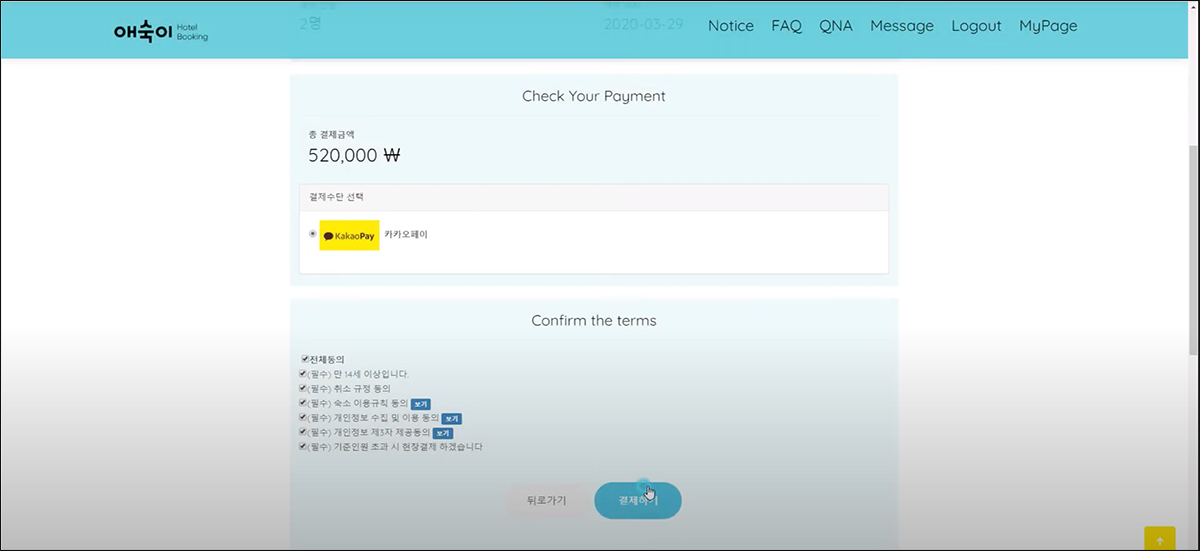 애숙이 Hotel Booking
Notice FAQ QNA Message Logout MyPage
2명 2020-03-29
Check Your Payment
총 결제금액
520,000 ₩
결제수단 선택
KakaoPay 카카오페이
Confirm the terms
전체동의
(필수) 만 14세 이상입니다.
(필수) 취소 규정 동의
(필수) 숙소 이용규칙 동의 보기
(필수) 개인정보 수집 및 이용 동의 보기
(필수) 개인정보 제3자 제공동의 보기
(필수) 기준인원 초과 시 현장결제 하겠습니다
뒤로가기 결제하기